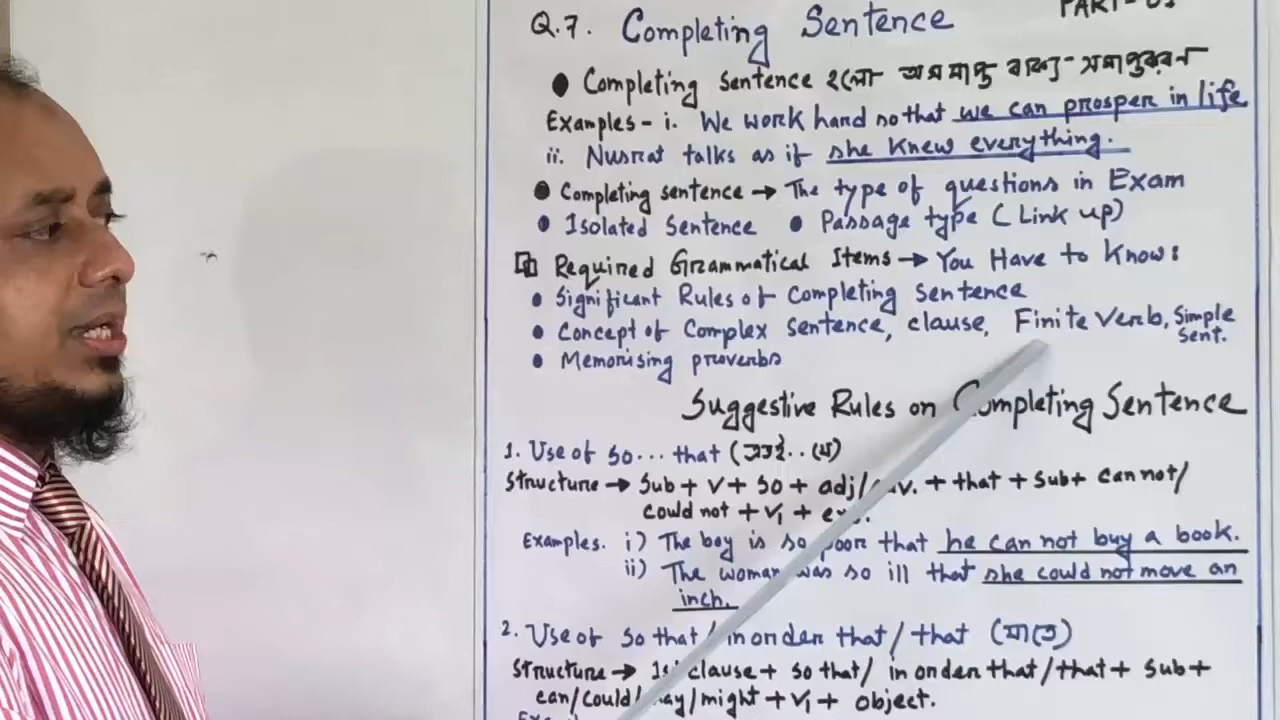 PART-01
Q.7. Completing Sentence
● Completing sentence হলো অসমাপ্ত বাক্য- সমাপ্তকরন
Examples - i. We work hard so that we can prosper in life
ii. Nusrat talks as if she knew everything.
● Completing sentence → The type of questions in Exam
● Isolated Sentence ● Passage type (Link up)
Required Grammatical Items → You Have to Know:
• Significant Rules of Completing Sentence
• Concept of Complex sentence, clause, Finite Verb, Simple Sent.
• Memorising proverbs
Suggestive Rules on Completing Sentence
1. Use of so... that (এতই..যে)
Structure → Sub + V + So + adj/adv. + that + Sub+ can not/
could not + V₁ +
Examples. i) The boy is so poor that he can not buy a book.
ii) The woman was so ill that she could not move an
inch.
2. Use of So that / in order that / that (যাতে)
Structure → 1st clause + so that/ in order that/that + Sub +
can/could/may/might + V₁ + object.